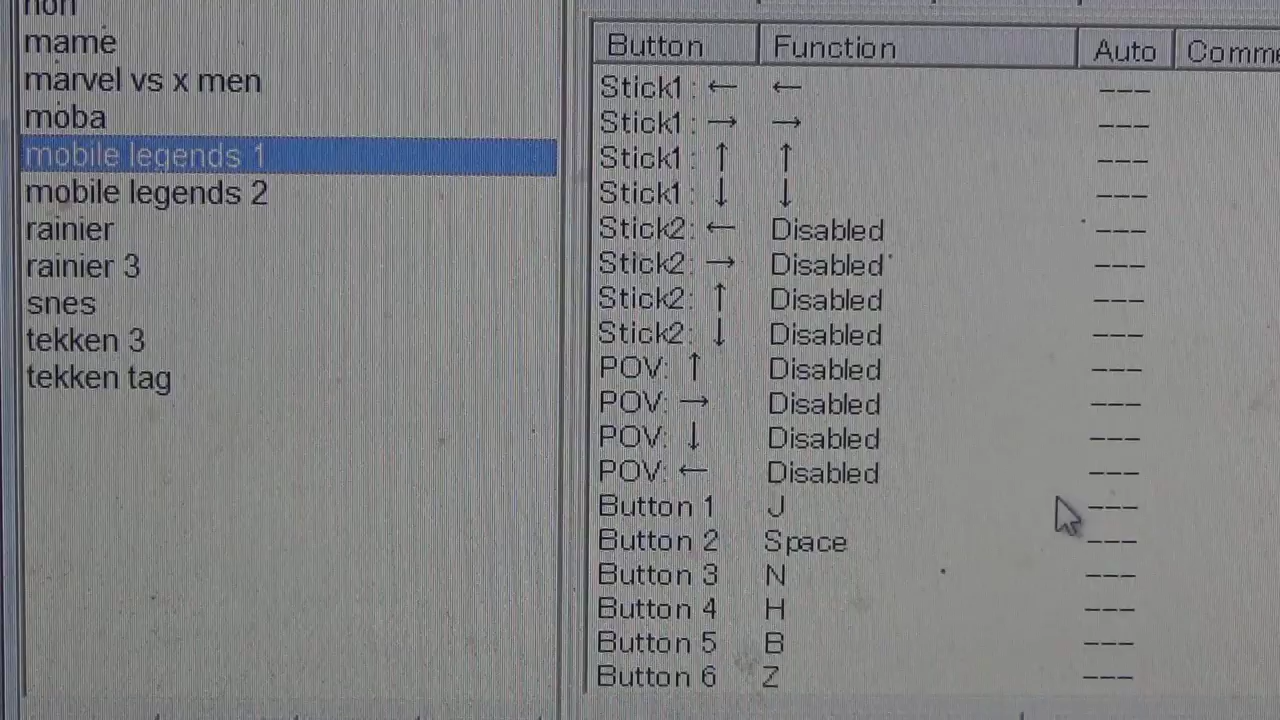 mame
marvel vs x men
moba
mobile legends 1
mobile legends 2
rainier
rainier 3
snes
tekken 3
tekken tag
Button Function Auto
Stick1 : ← ← ---
Stick1 : → → ---
Stick1 : ↑ ↑ ---
Stick1 : ↓ ↓ ---
Stick2: ← Disabled ---
Stick2: → Disabled ---
Stick2: ↑ Disabled ---
Stick2: ↓ Disabled ---
POV: ↑ Disabled ---
POV: → Disabled ---
POV: ↓ Disabled ---
POV: ← Disabled ---
Button 1 J ---
Button 2 Space ---
Button 3 N ---
Button 4 H ---
Button 5 B ---
Button 6 Z ---